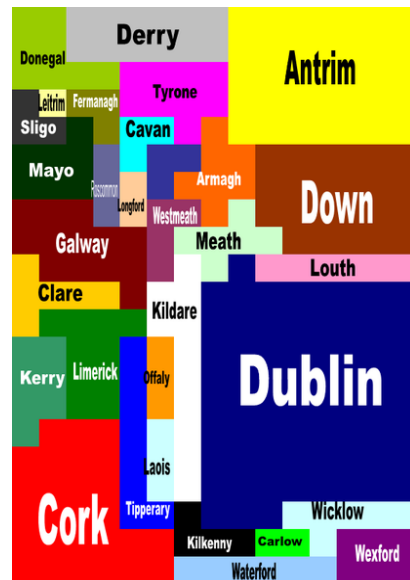 Derry
Antrim
Donegal
Tyrone
Leitrim
Fermanagh
Sligo
Cavan
Mayo
Armagh
Roscommon
Longford
Westmeath
Down
Galway
Meath
Louth
Clare
Kildare
Kerry
Limerick
Offaly
Dublin
Laois
Cork
Tipperary
Wicklow
Kilkenny
Carlow
Wexford
Waterford